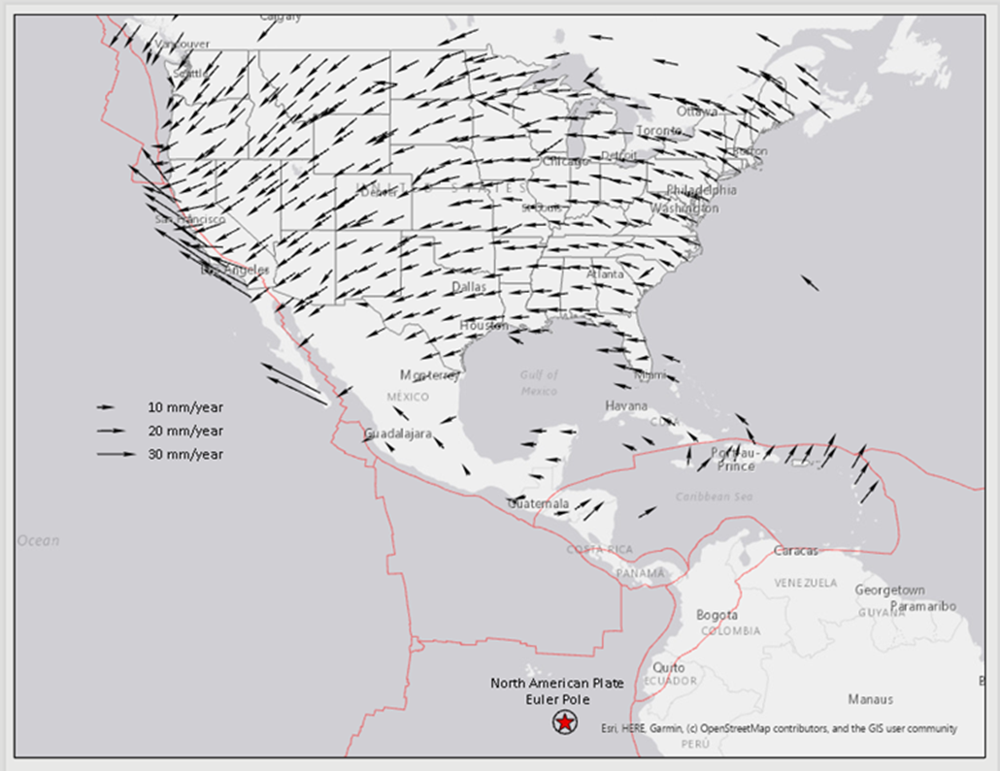 Calgary
Vancouver
Seattle
Ottawa
Toronto
Boston
Chicago
Detroit
UNITED STATES
Denver
Philadelphia
St Louis
Washington
San Francisco
Los Angeles
Atlanta
Dallas
Houston
Monterrey
Gulf of
Mexico
Miami
MÉXICO
Havana
CUBA
10 mm/year
20 mm/year
30 mm/year
Guadalajara
Port-au-
Prince
Guatemala
Caribbean Sea
Ocean
COSTA RICA
Caracas
PANAMÁ
VENEZUELA
Georgetown
Paramaribo
GUYANA
Bogota
COLOMBIA
Quito
ECUADOR
North American Plate
Euler Pole
Manaus
B
Esri, HERE, Garmin, (c) OpenStreetMap contributors, and the GIS user community
PERÚ